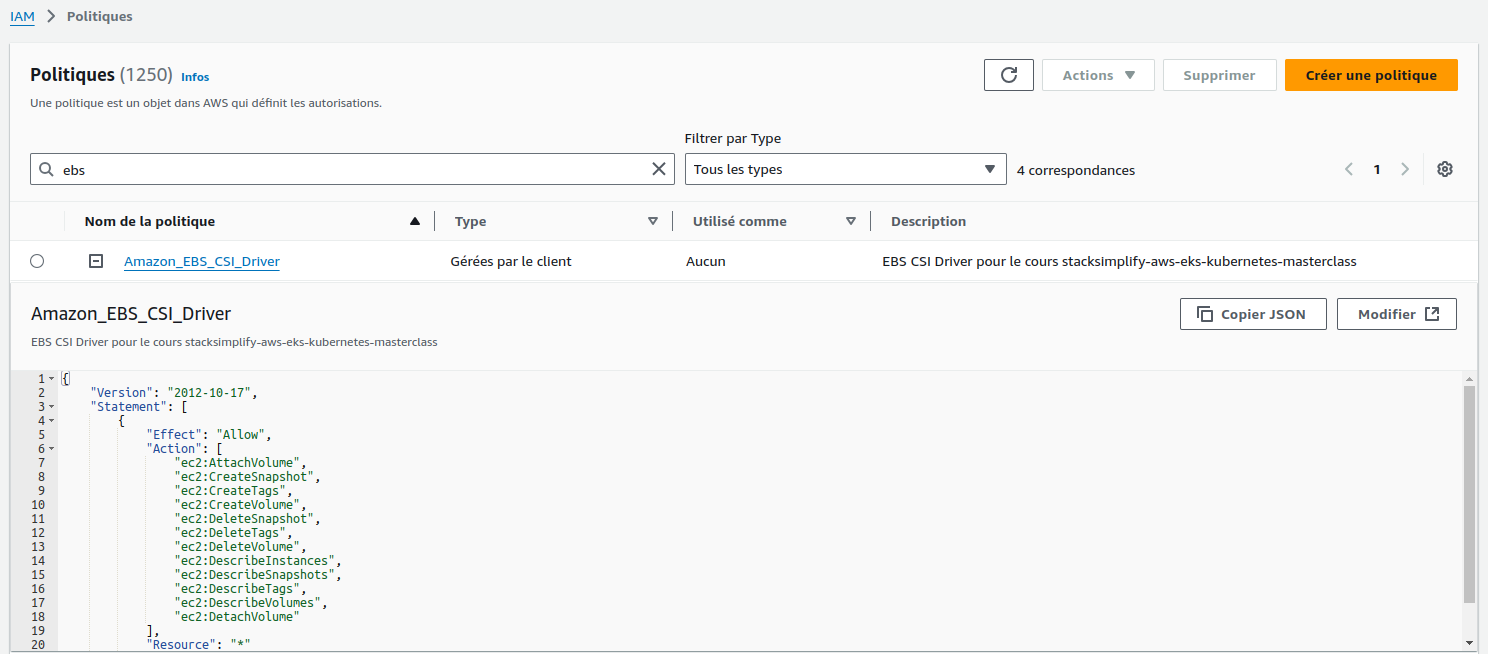 IAM > Politiques
Politiques (1250) Infos
Actions
Supprimer
Créer une politique
Une politique est un objet dans AWS qui définit les autorisations.
Filtrer par Type
ebs
Tous les types
4 correspondances
1
Nom de la politique
Type
Utilisé comme
Description
Amazon_EBS_CSI_Driver
Gérées par le client
Aucun
EBS CSI Driver pour le cours stacksimplify-aws-eks-kubernetes-masterclass
Amazon_EBS_CSI_Driver
Copier JSON
Modifier
EBS CSI Driver pour le cours stacksimplify-aws-eks-kubernetes-masterclass
1 {
2     "Version": "2012-10-17",
3     "Statement": [
4         {
5             "Effect": "Allow",
6             "Action": [
7                 "ec2:AttachVolume",
8                 "ec2:CreateSnapshot",
9                 "ec2:CreateTags",
10                 "ec2:CreateVolume",
11                 "ec2:DeleteSnapshot",
12                 "ec2:DeleteTags",
13                 "ec2:DeleteVolume",
14                 "ec2:DescribeInstances",
15                 "ec2:DescribeSnapshots",
16                 "ec2:DescribeTags",
17                 "ec2:DescribeVolumes",
18                 "ec2:DetachVolume"
19             ],
20             "Resource": "*"